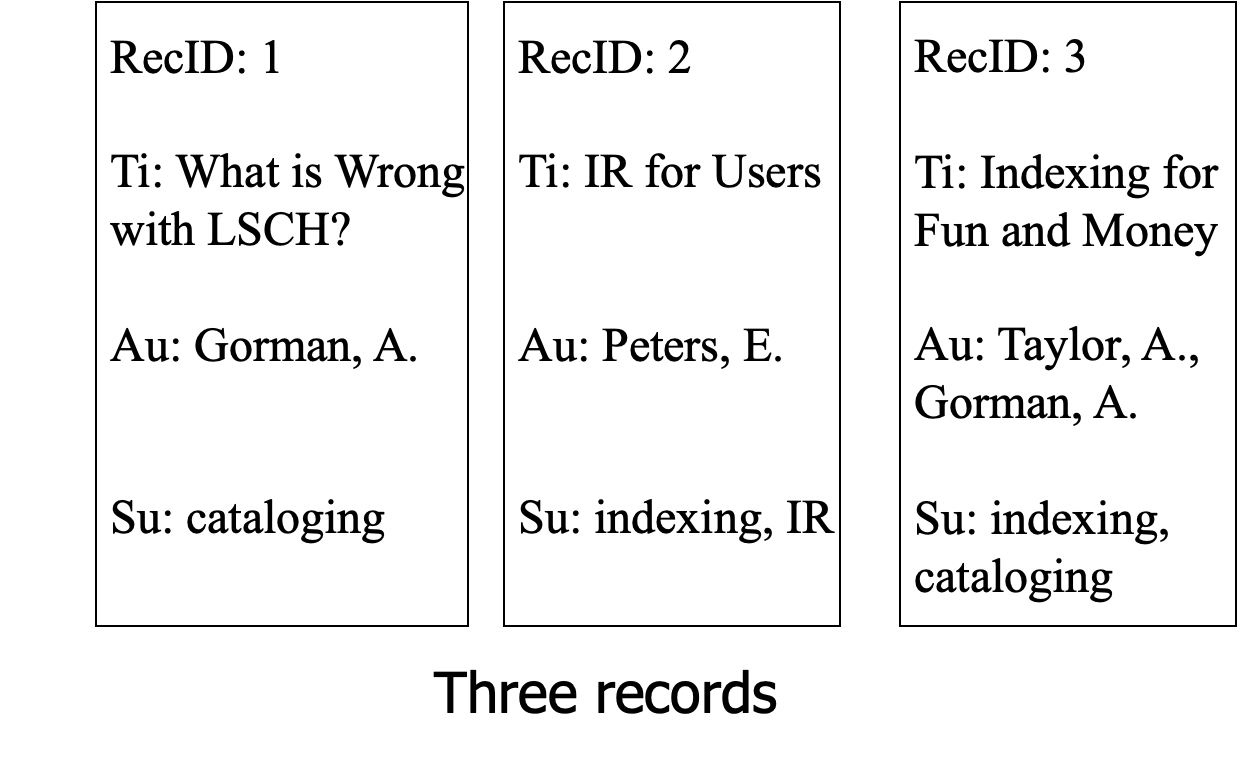 RecID: 1
Ti: What is Wrong
with LSCH?
Au: Gorman, A.
Su: cataloging
RecID: 2
Ti: IR for Users
Au: Peters, E.
Su: indexing, IR
RecID: 3
Ti: Indexing for
Fun and Money
Au: Taylor, A.,
Gorman, A.
Su: indexing,
cataloging
Three records